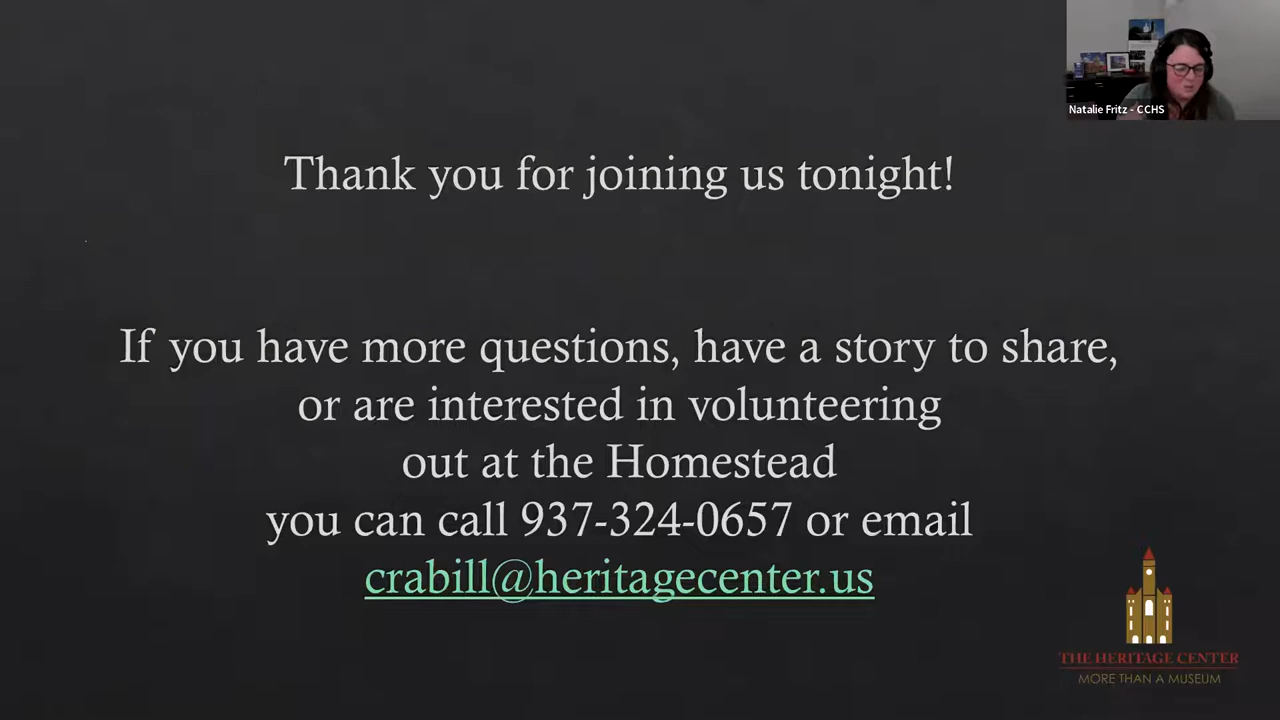 Natalie Fritz - CCHS
Thank you for joining us tonight!
If you have more questions, have a story to share,
or are interested in volunteering
out at the Homestead
you can call 937-324-0657 or email
crabill@heritagecenter.us
THE HERITAGE CENTER
MORE THAN A MUSEUM